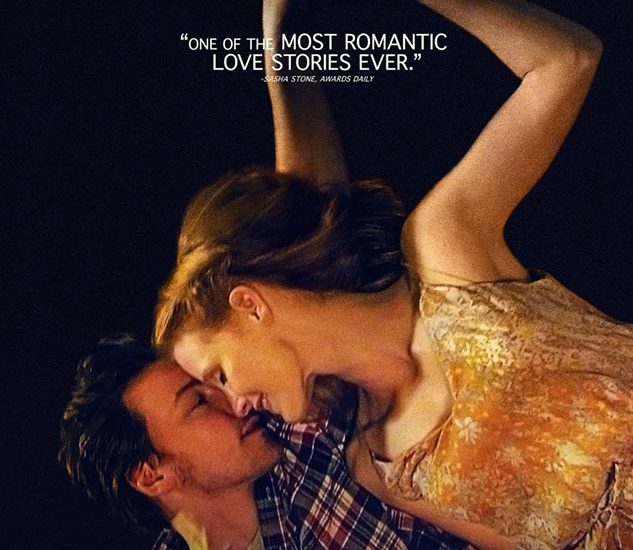 “ONE OF THE MOST ROMANTIC
LOVE STORIES EVER.”
-SASHA STONE, AWARDS DAILY